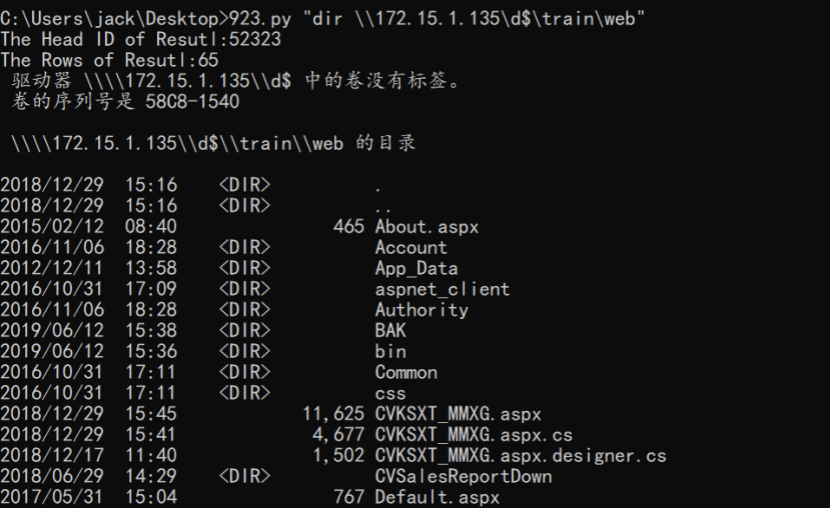 C:\Users\jack\Desktop>923.py "dir \\172.15.1.135\d$\train\web"
The Head ID of Resutl:52323
The Rows of Resutl:65
驱动器 \\\\172.15.1.135\\d$ 中的卷没有标签。
卷的序列号是 58C8-1540
\\\\172.15.1.135\\d$\\train\\web 的目录
2018/12/29  15:16    <DIR>          .
2018/12/29  15:16    <DIR>          ..
2015/02/12  08:40               465 About.aspx
2016/11/06  18:28    <DIR>          Account
2012/12/11  13:58    <DIR>          App_Data
2016/10/31  17:09    <DIR>          aspnet_client
2016/11/06  18:28    <DIR>          Authority
2019/06/12  15:38    <DIR>          BAK
2019/06/12  15:36    <DIR>          bin
2016/10/31  17:11    <DIR>          Common
2016/10/31  17:11    <DIR>          css
2018/12/29  15:45            11,625 CVKSXT_MMXG.aspx
2018/12/29  15:41             4,677 CVKSXT_MMXG.aspx.cs
2018/12/17  11:40             1,502 CVKSXT_MMXG.aspx.designer.cs
2018/06/29  14:29    <DIR>          CVSalesReportDown
2017/05/31  15:04               767 Default.aspx